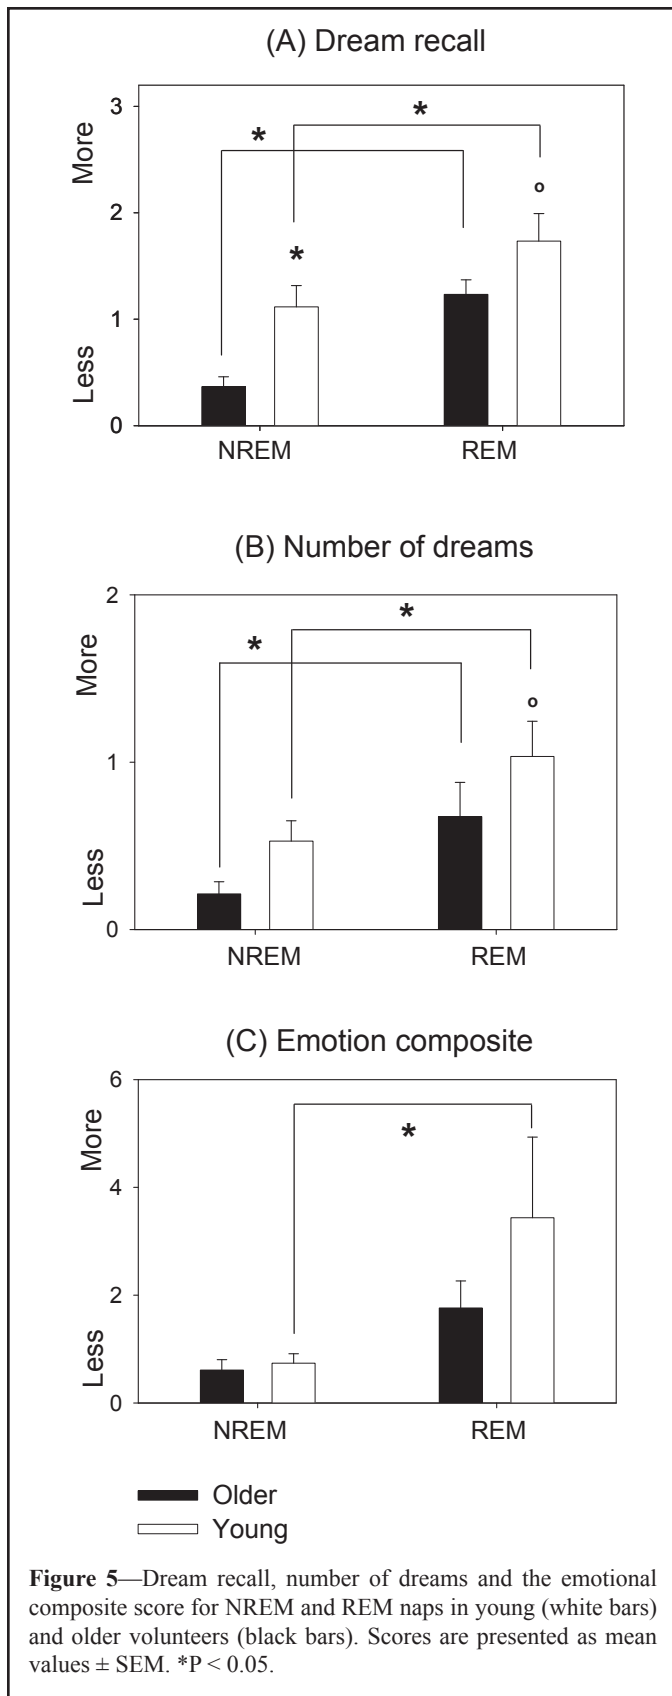 (A) Dream recall
More
Less
3
2
1
0
*
*
*
o
NREM REM
(B) Number of dreams
More
Less
2
1
0
*
*
o
NREM REM
(C) Emotion composite
More
Less
6
4
2
0
*
NREM REM
Older
Young
Figure 5—Dream recall, number of dreams and the emotional
composite score for NREM and REM naps in young (white bars)
and older volunteers (black bars). Scores are presented as mean
values ± SEM. *P < 0.05.